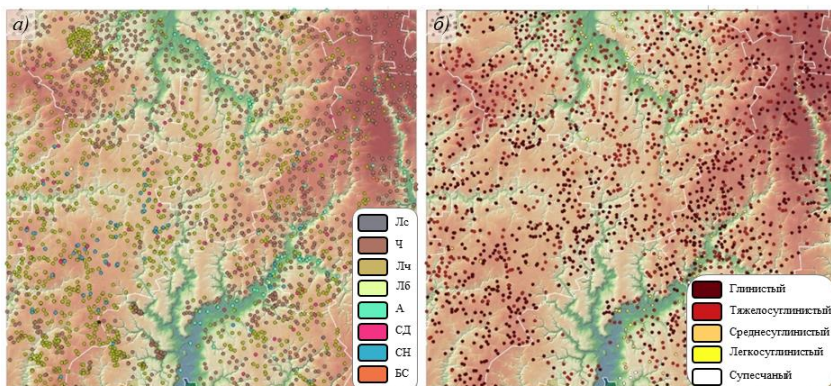 а)
Лс
Ч
Лч
Лб
А
СД
СН
БС
б)
Глинистый
Тяжелосуглинистый
Среднесуглинистый
Легкосуглинистый
Супесчаный